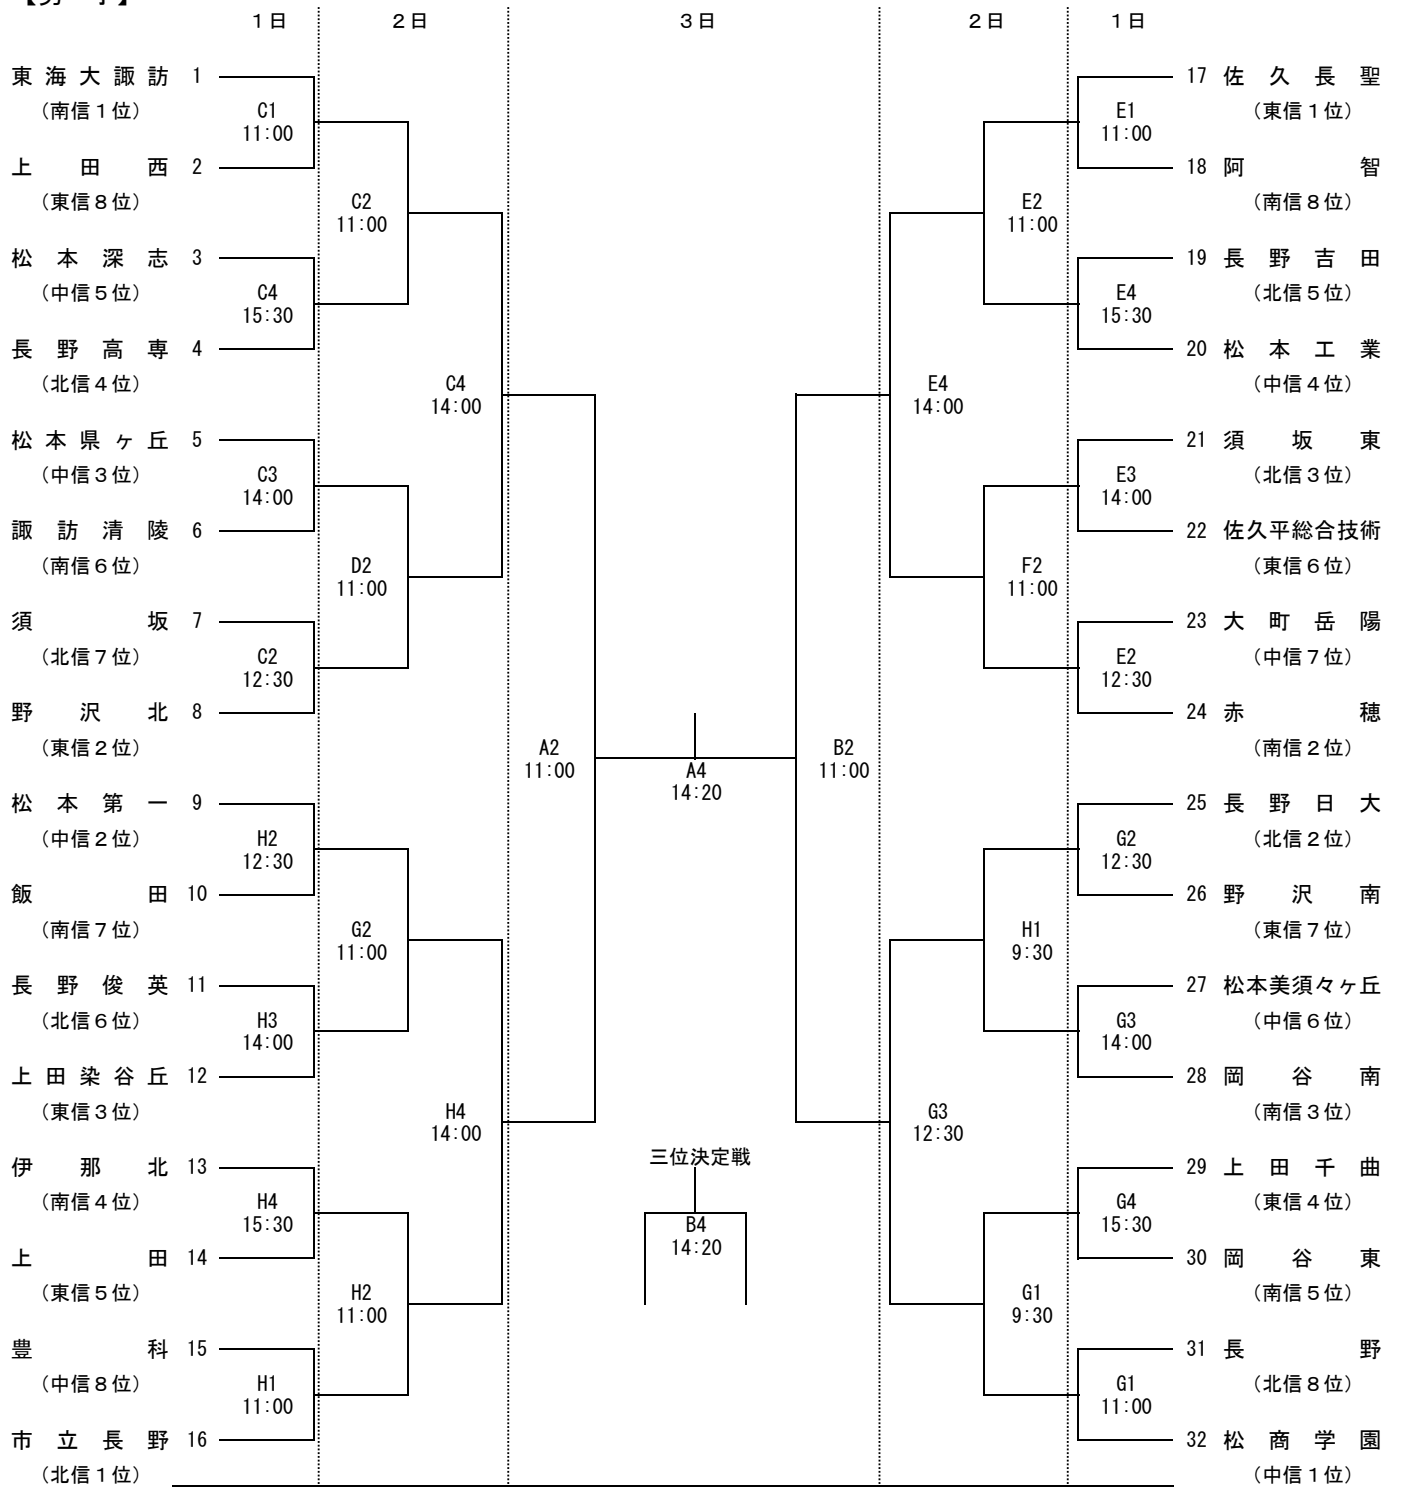 【男子】
1日 2日 3日 2日 1日
東海大諏訪 1
（南信１位）
C1
11:00
上田西 2
（東信８位）
C2
11:00
松本深志 3
（中信５位）
C4
15:30
長野高専 4
（北信４位）
C4
14:00
松本県ヶ丘 5
（中信３位）
C3
14:00
諏訪清陵 6
（南信６位）
D2
11:00
須坂 7
（北信７位）
C2
12:30
野沢北 8
（東信２位）
A2
11:00
松本第一 9
（中信２位）
H2
12:30
飯田 10
（南信７位）
G2
11:00
長野俊英 11
（北信６位）
H3
14:00
上田染谷丘 12
（東信３位）
H4
14:00
伊那北 13
（南信４位）
H4
15:30
上田 14
（東信５位）
H2
11:00
豊科 15
（中信８位）
H1
11:00
市立長野 16
（北信１位）
A4
14:20
三位決定戦
B4
14:20
17 佐久長聖
（東信１位）
E1
11:00
18 阿智
（南信８位）
E2
11:00
19 長野吉田
（北信５位）
E4
15:30
20 松本工業
（中信４位）
E4
14:00
21 須坂東
（北信３位）
E3
14:00
22 佐久平総合技術
（東信６位）
F2
11:00
23 大町岳陽
（中信７位）
E2
12:30
24 赤穂
（南信２位）
B2
11:00
25 長野日大
（北信２位）
G2
12:30
26 野沢南
（東信７位）
H1
9:30
27 松本美須々ヶ丘
（中信６位）
G3
14:00
28 岡谷南
（南信３位）
G3
12:30
29 上田千曲
（東信４位）
G4
15:30
30 岡谷東
（南信５位）
G1
9:30
31 長野
（北信８位）
G1
11:00
32 松商学園
（中信１位）